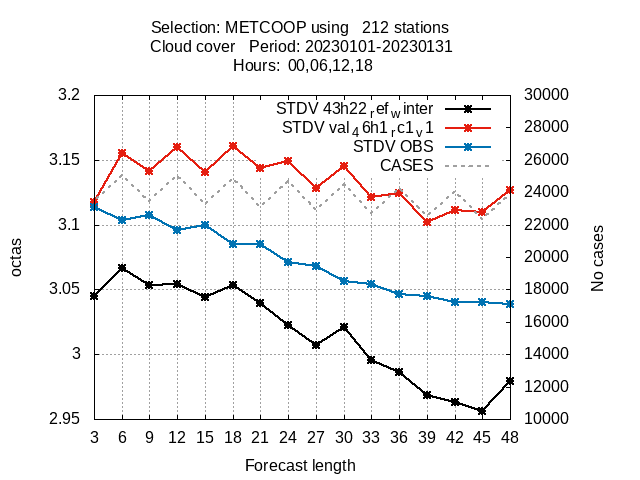 Selection: METCOOP using   212 stations
Cloud cover   Period: 20230101-20230131
Hours:  00,06,12,18
STDV 43h22_ref_winter
STDV val_46h1_rc1_v1
STDV OBS
CASES
3.2
3.15
3.1
3.05
3
2.95
octas
30000
28000
26000
24000
22000
20000
18000
16000
14000
12000
10000
No cases
3 6 9 12 15 18 21 24 27 30 33 36 39 42 45 48
Forecast length